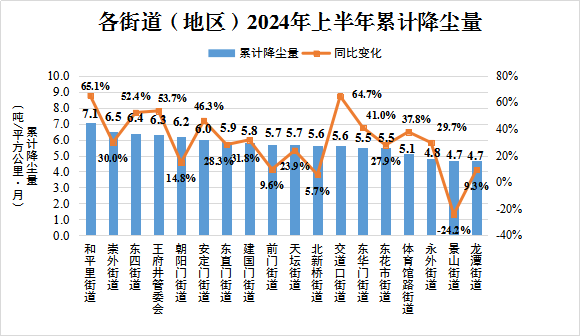 各街道（地区）2024年上半年累计降尘量
累计降尘量 同比变化
累计降尘量
（吨/平方公里·月）
10.0
9.0
8.0
7.0
6.0
5.0
4.0
3.0
2.0
1.0
0.0
80%
60%
40%
20%
0%
-20%
-40%
7.1 6.5 6.4 6.3 6.2 6.0 5.9 5.8 5.7 5.7 5.6 5.6 5.5 5.5 5.1 4.8 4.7 4.7
65.1% 30.0% 52.4% 53.7% 14.8% 46.3% 28.3% 31.8% 9.6% 23.9% 5.7% 64.7% 41.0% 27.9% 37.8% 29.7% -24.2% 9.3%
和平里街道
崇外街道
东四街道
王府井管委会
朝阳门街道
安定门街道
东直门街道
建国门街道
前门街道
天坛街道
北新桥街道
交道口街道
东华门街道
东花市街道
体育馆路街道
永外街道
景山街道
龙潭街道